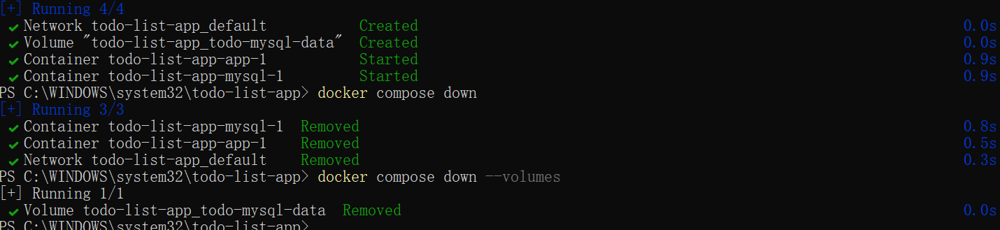 [+] Running 4/4
✔ Network todo-list-app_default Created 0.0s
✔ Volume "todo-list-app_todo-mysql-data" Created 0.0s
✔ Container todo-list-app-app-1 Started 0.9s
✔ Container todo-list-app-mysql-1 Started 0.9s
PS C:\WINDOWS\system32\todo-list-app> docker compose down
[+] Running 3/3
✔ Container todo-list-app-mysql-1 Removed 0.8s
✔ Container todo-list-app-app-1 Removed 0.5s
✔ Network todo-list-app_default Removed 0.3s
PS C:\WINDOWS\system32\todo-list-app> docker compose down --volumes
[+] Running 1/1
✔ Volume todo-list-app_todo-mysql-data Removed 0.0s
PS C:\WINDOWS\system32\todo-list-app>